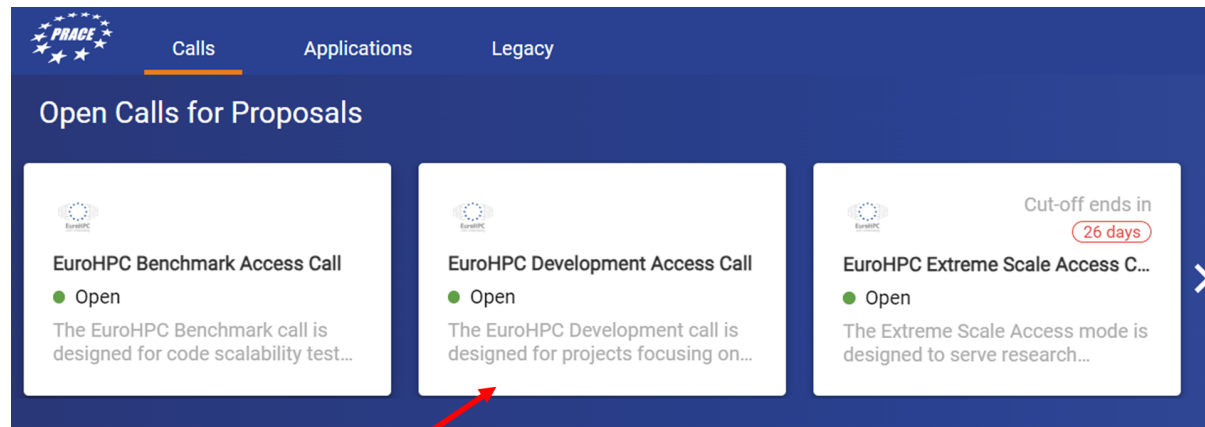 PRACE
Calls Applications Legacy
Open Calls for Proposals
EuroHPC
EuroHPC Benchmark Access Call
Open
The EuroHPC Benchmark call is
designed for code scalability test...
EuroHPC
EuroHPC Development Access Call
Open
The EuroHPC Development call is
designed for projects focusing on...
Cut-off ends in
26 days
EuroHPC
EuroHPC Extreme Scale Access C...
Open
The Extreme Scale Access mode is
designed to serve research...